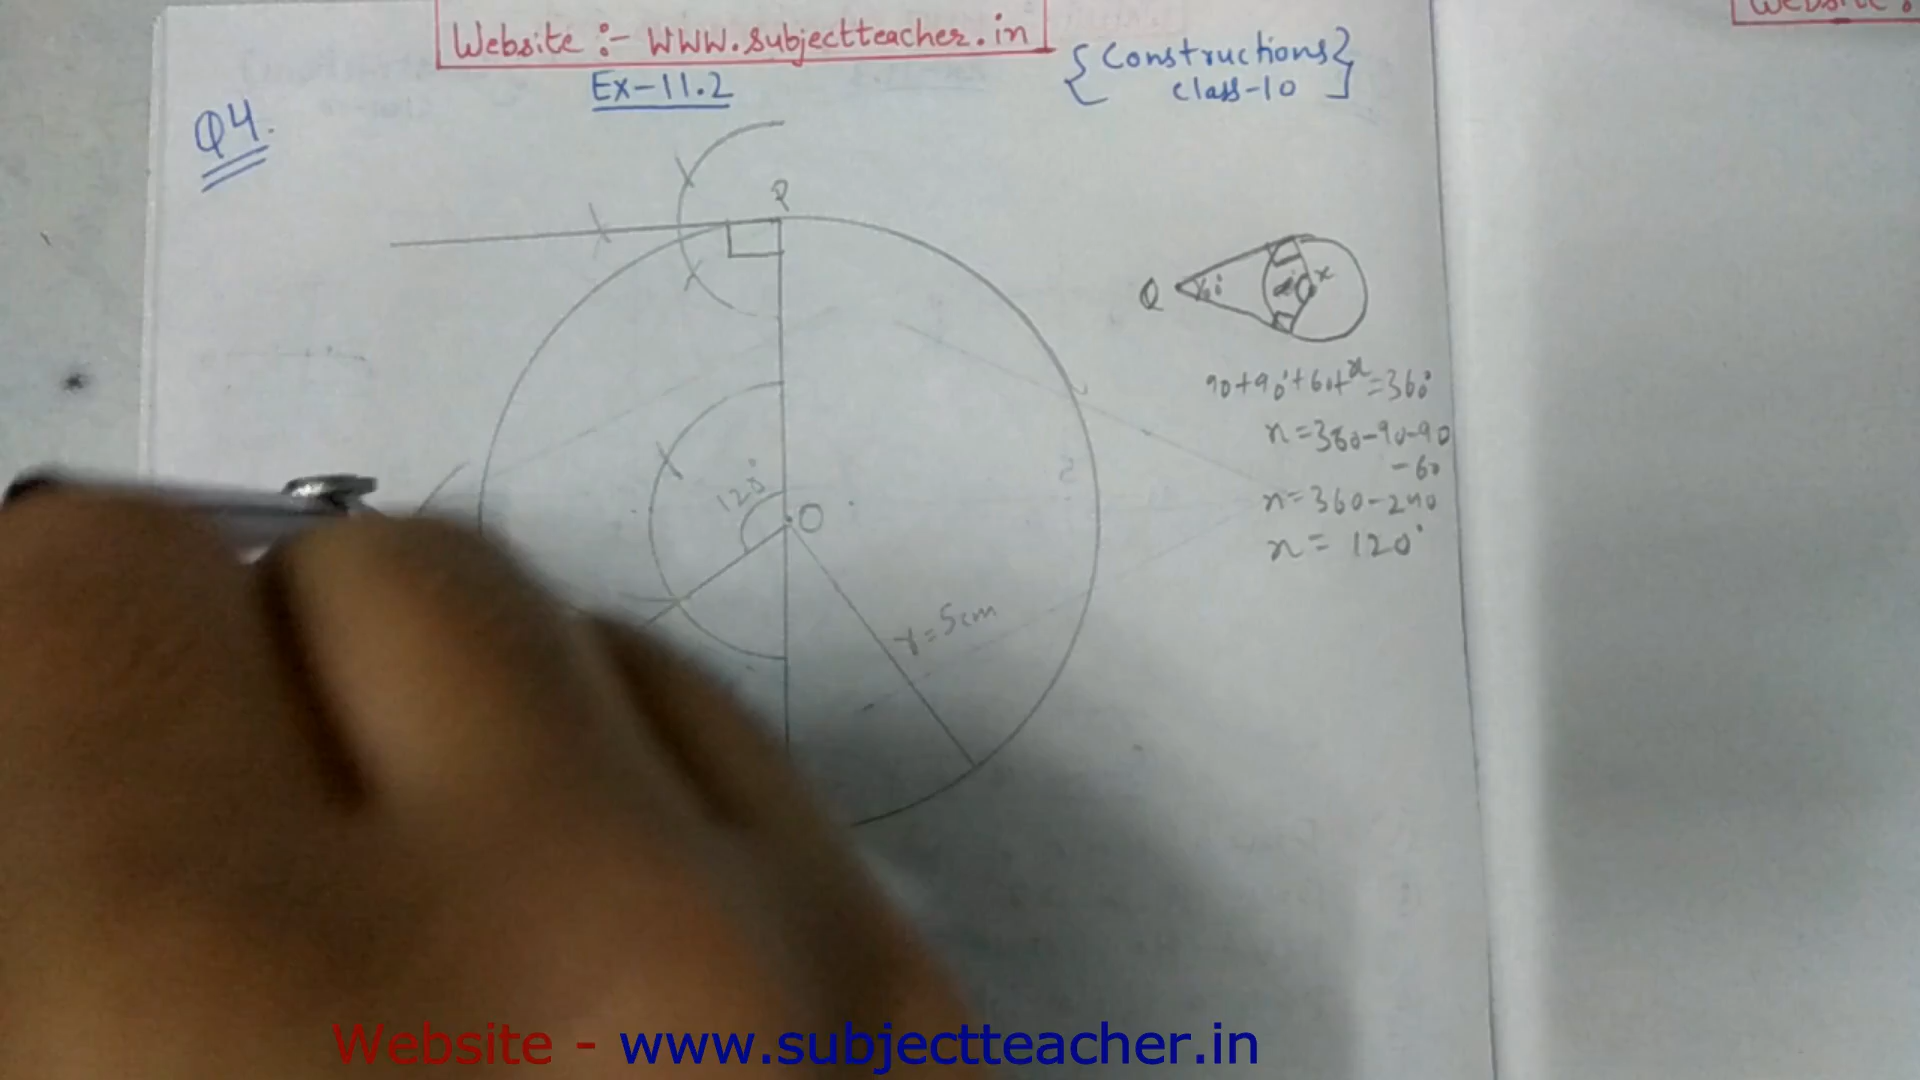 Website :- WWW.subjectteacher.in
Website :
Ex-11.2
{Constructions}
Class-10
Q4.
P
Q 60° x
90+90°+60+x=360°
x=360-90-90
-60
x=360-240
x= 120°
120°
O
r=5cm
Website - www.subjectteacher.in